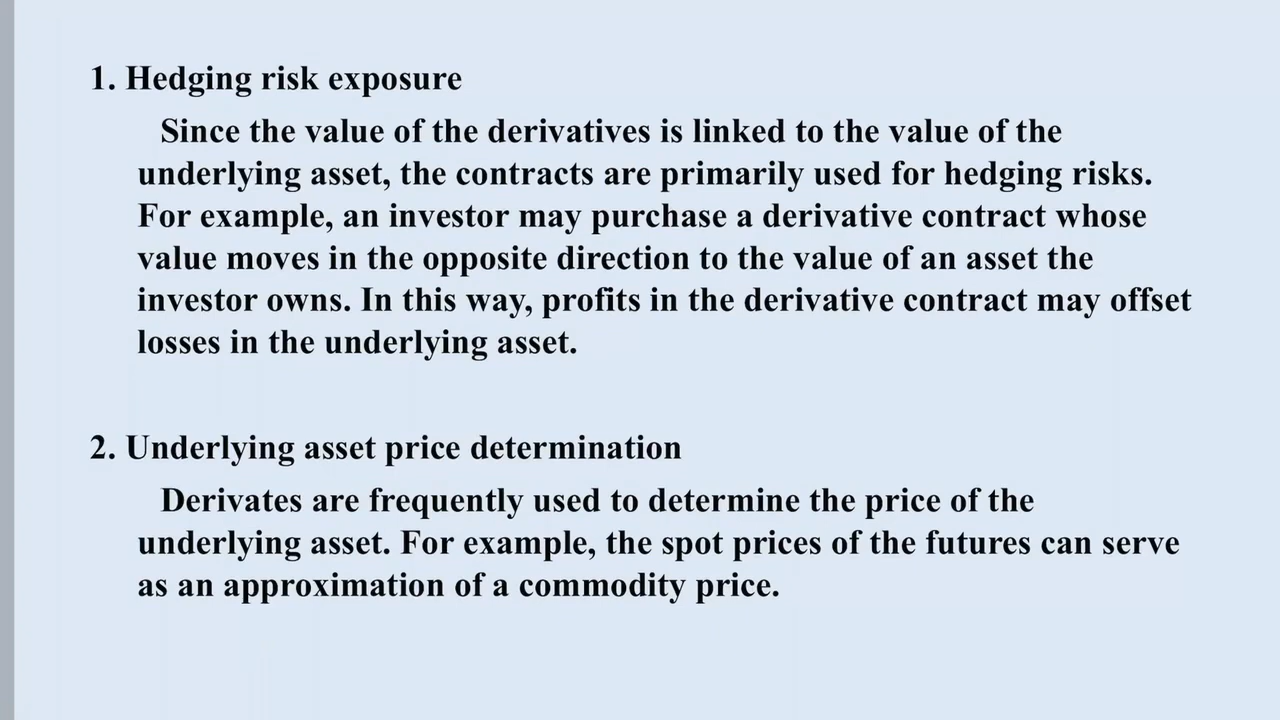 1. Hedging risk exposure
Since the value of the derivatives is linked to the value of the
underlying asset, the contracts are primarily used for hedging risks.
For example, an investor may purchase a derivative contract whose
value moves in the opposite direction to the value of an asset the
investor owns. In this way, profits in the derivative contract may offset
losses in the underlying asset.
2. Underlying asset price determination
Derivates are frequently used to determine the price of the
underlying asset. For example, the spot prices of the futures can serve
as an approximation of a commodity price.